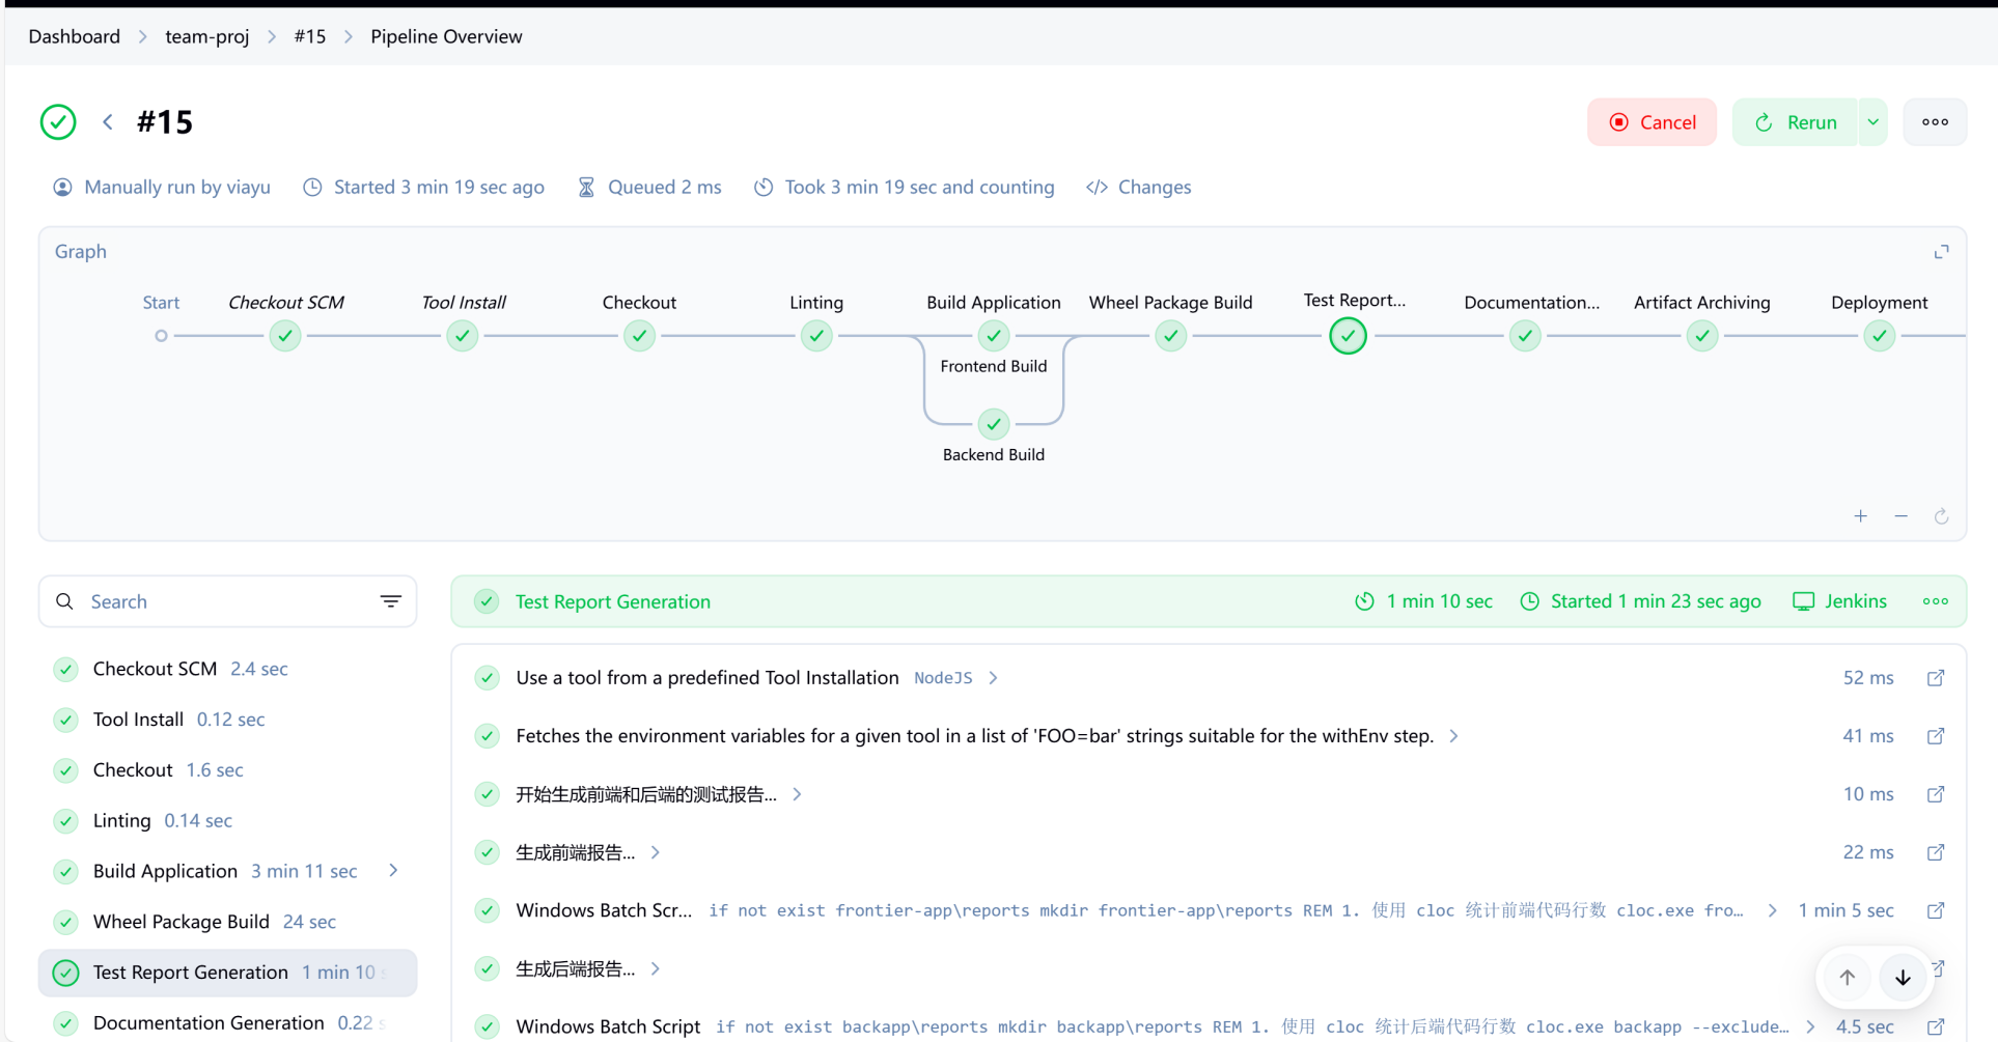 Dashboard > team-proj > #15 > Pipeline Overview
#15
Cancel Rerun
Manually run by viayu Started 3 min 19 sec ago Queued 2 ms Took 3 min 19 sec and counting Changes
Graph
Start Checkout SCM Tool Install Checkout Linting Build Application Wheel Package Build Test Report... Documentation... Artifact Archiving Deployment
Frontend Build
Backend Build
Search
Checkout SCM 2.4 sec
Tool Install 0.12 sec
Checkout 1.6 sec
Linting 0.14 sec
Build Application 3 min 11 sec
Wheel Package Build 24 sec
Test Report Generation 1 min 10 s
Documentation Generation 0.22 s
Test Report Generation 1 min 10 sec Started 1 min 23 sec ago Jenkins
Use a tool from a predefined Tool Installation NodeJS 52 ms
Fetches the environment variables for a given tool in a list of 'FOO=bar' strings suitable for the withEnv step. 41 ms
开始生成前端和后端的测试报告... 10 ms
生成前端报告... 22 ms
Windows Batch Scr... if not exist frontier-app\reports mkdir frontier-app\reports REM 1. 使用 cloc 统计前端代码行数 cloc.exe fro... 1 min 5 sec
生成后端报告...
Windows Batch Script if not exist backapp\reports mkdir backapp\reports REM 1. 使用 cloc 统计后端代码行数 cloc.exe backapp --exclude... 4.5 sec